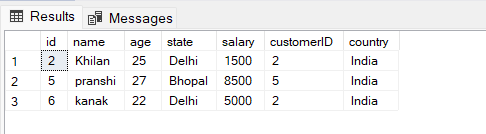 Results Messages
id name age state salary customerID country
1 2 Khilan 25 Delhi 1500 2 India
2 5 pranshi 27 Bhopal 8500 5 India
3 6 kanak 22 Delhi 5000 2 India